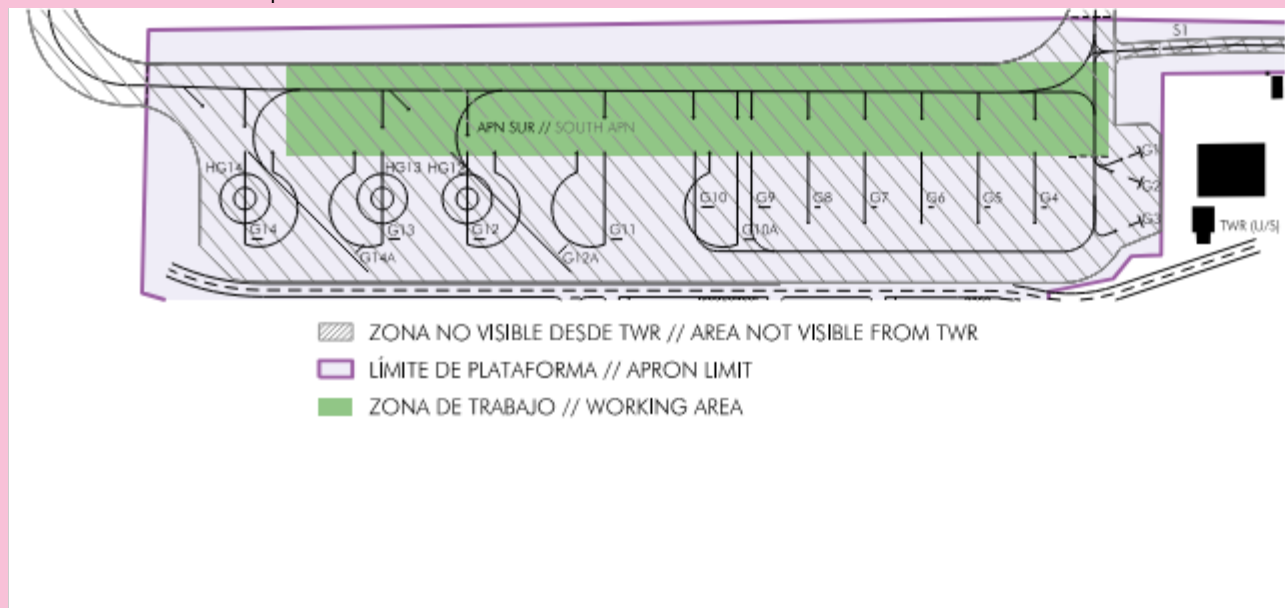 S1
APN SUR // SOUTH APN
G1
G2
G3
HG14
HG13
HG12
G10
G9
G8
G7
G6
G5
G4
G14
G13
G12
G11
G10A
TWR (U/S)
G14A
G12A
ZONA NO VISIBLE DESDE TWR // AREA NOT VISIBLE FROM TWR
LÍMITE DE PLATAFORMA // APRON LIMIT
ZONA DE TRABAJO // WORKING AREA